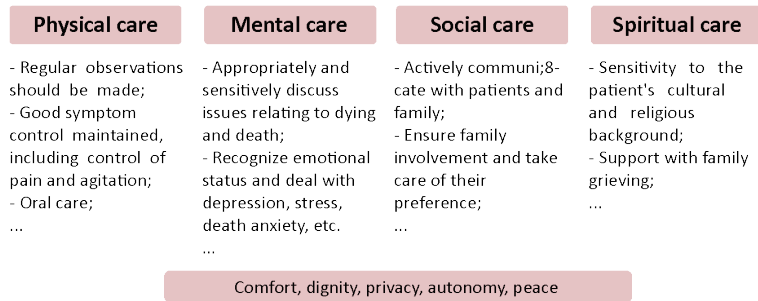 Physical care
- Regular observations
should be made;
- Good symptom
control maintained,
including control of
pain and agitation;
- Oral care;
...
Mental care
- Appropriately and
sensitively discuss
issues relating to dying
and death;
- Recognize emotional
status and deal with
depression, stress,
death anxiety, etc.
...
Social care
- Actively communi;8-
cate with patients and
family;
- Ensure family
involvement and take
care of their
preference;
...
Spiritual care
- Sensitivity to the
patient's cultural
and religious
background;
- Support with family
grieving;
...
Comfort, dignity, privacy, autonomy, peace